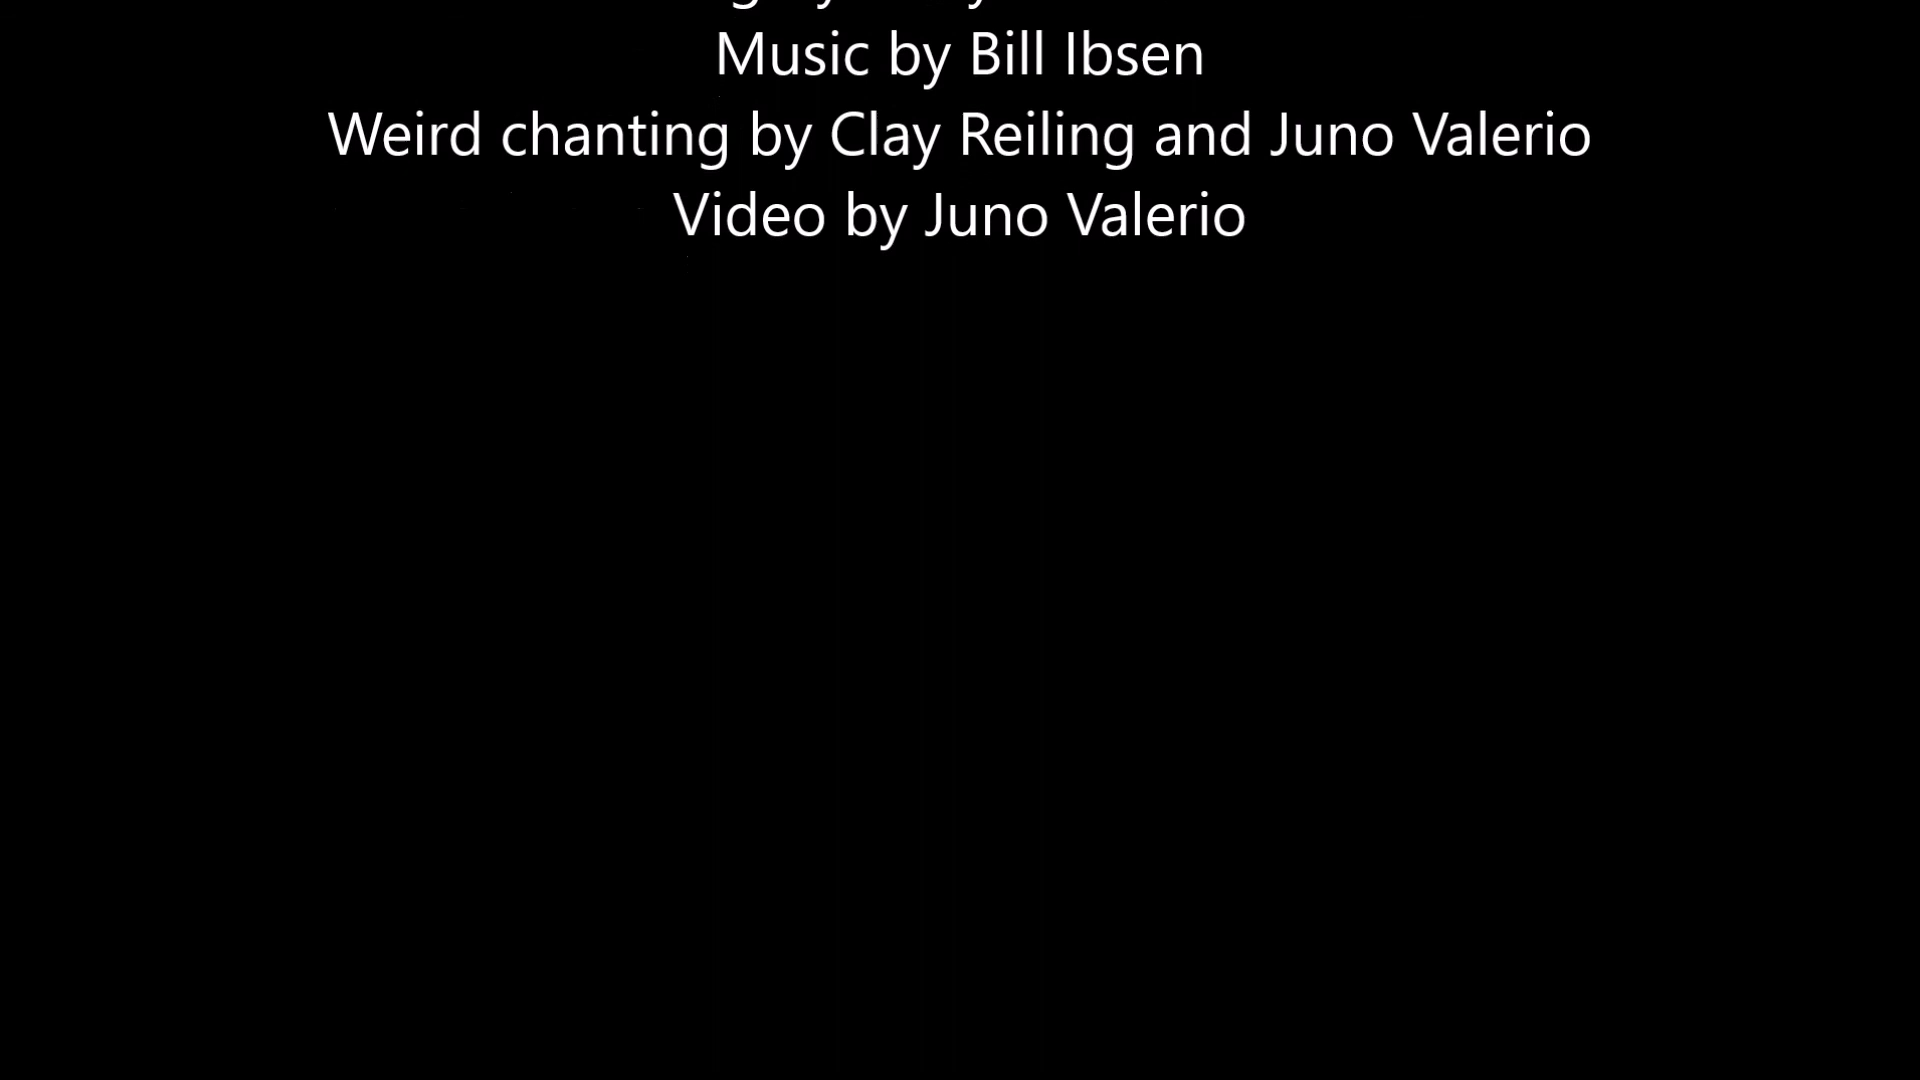 Music by Bill Ibsen
Weird chanting by Clay Reiling and Juno Valerio
Video by Juno Valerio